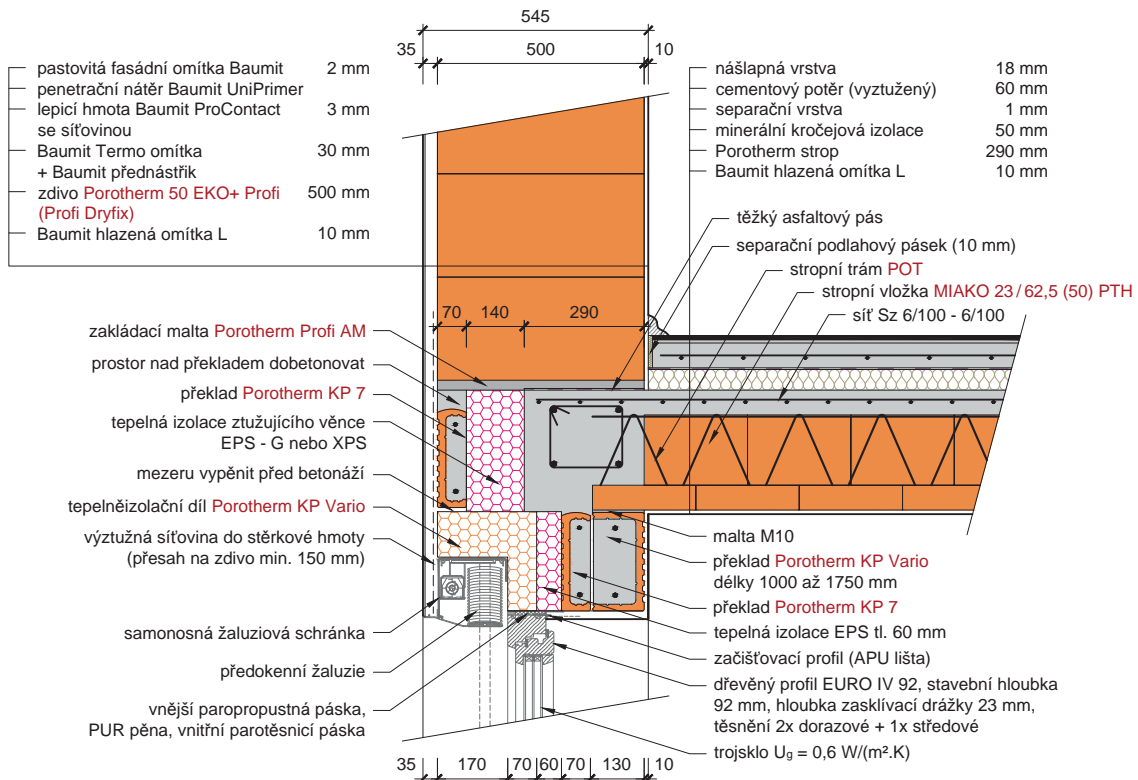 545
35 500 10
pastovitá fasádní omítka Baumit 2 mm
penetrační nátěr Baumit UniPrimer
lepicí hmota Baumit ProContact 3 mm
se síťovinou
Baumit Termo omítka 30 mm
+ Baumit přednástřik
zdivo Porotherm 50 EKO+ Profi 500 mm
(Profi Dryfix)
Baumit hlazená omítka L 10 mm
nášlapná vrstva 18 mm
cementový potěr (vyztužený) 60 mm
separační vrstva 1 mm
minerální kročejová izolace 50 mm
Porotherm strop 290 mm
Baumit hlazená omítka L 10 mm
těžký asfaltový pás
separační podlahový pásek (10 mm)
stropní trám POT
stropní vložka MIAKO 23/62,5 (50) PTH
síť Sz 6/100 - 6/100
70 140 290
zakládací malta Porotherm Profi AM
prostor nad překladem dobetonovat
překlad Porotherm KP 7
tepelná izolace ztužujícího věnce
EPS - G nebo XPS
mezeru vypěnit před betonáží
tepelněizolační díl Porotherm KP Vario
výztužná síťovina do stěrkové hmoty
(přesah na zdivo min. 150 mm)
samonosná žaluziová schránka
předokenní žaluzie
vnější paropropustná páska,
PUR pěna, vnitřní parotěsnicí páska
malta M10
překlad Porotherm KP Vario
délky 1000 až 1750 mm
překlad Porotherm KP 7
tepelná izolace EPS tl. 60 mm
začišťovací profil (APU lišta)
dřevěný profil EURO IV 92, stavební hloubka
92 mm, hloubka zasklívací drážky 23 mm,
těsnění 2x dorazové + 1x středové
trojsklo Ug = 0,6 W/(m².K)
35 170 70 60 70 130 10